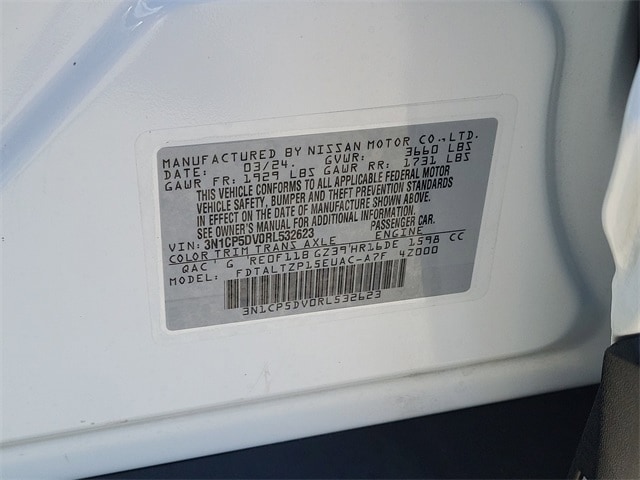 MANUFACTURED BY NISSAN MOTOR CO.,LTD.
DATE: 03/24. GVWR: 3660 LBS
GAWR FR: 1929 LBS GAWR RR: 1731 LBS
THIS VEHICLE CONFORMS TO ALL APPLICABLE FEDERAL MOTOR
VEHICLE SAFETY, BUMPER AND THEFT PREVENTION STANDARDS
IN EFFECT ON THE DATE OF MANUFACTURE SHOWN ABOVE.
SEE OWNER'S MANUAL FOR ADDITIONAL INFORMATION.
VIN: 3N1CP5DV0RL532623 PASSENGER CAR.
COLOR TRIM TRANS AXLE ENGINE
QAC G RE0F11B GZ39 HR16DE 1598 CC
MODEL: FDTALTZP15EUAC-A7F 4Z000
3N1CP5DV0RL532623